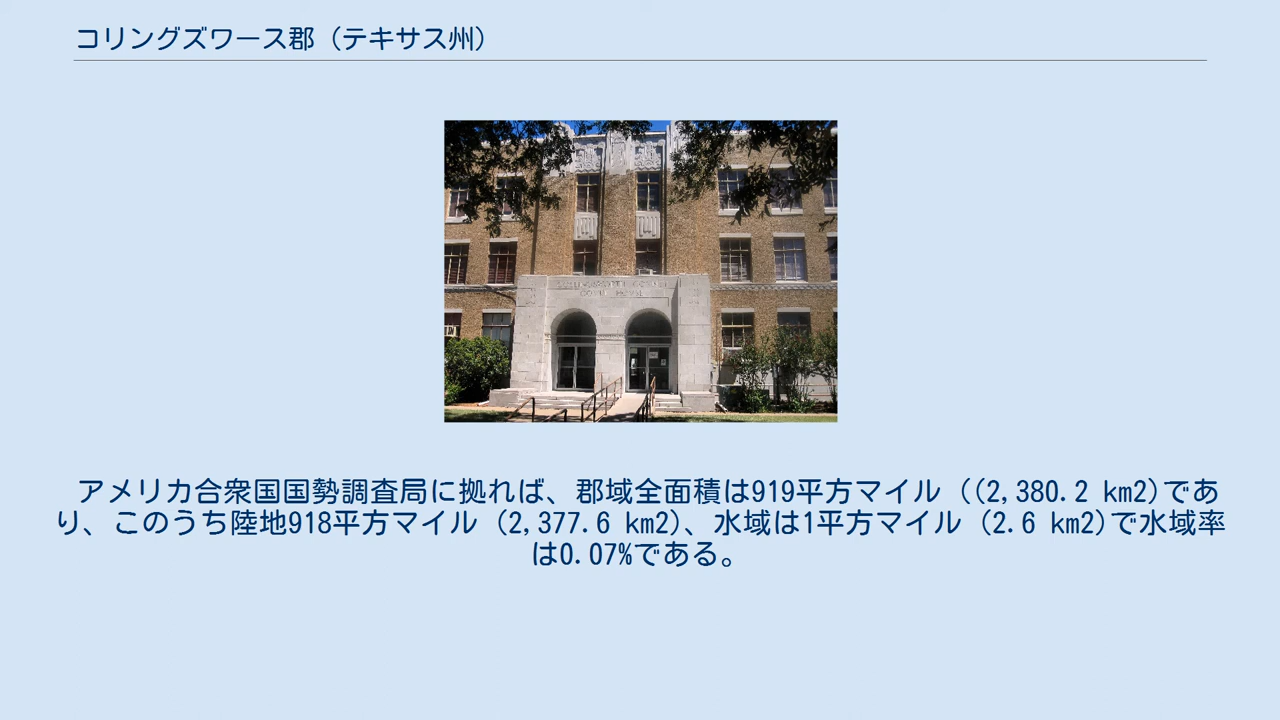 コリングズワース郡（テキサス州）
アメリカ合衆国国勢調査局に拠れば、郡域全面積は919平方マイル（(2,380.2 km2)であ
り、このうち陸地918平方マイル（2,377.6 km2)、水域は1平方マイル（2.6 km2)で水域率
は0.07%である。